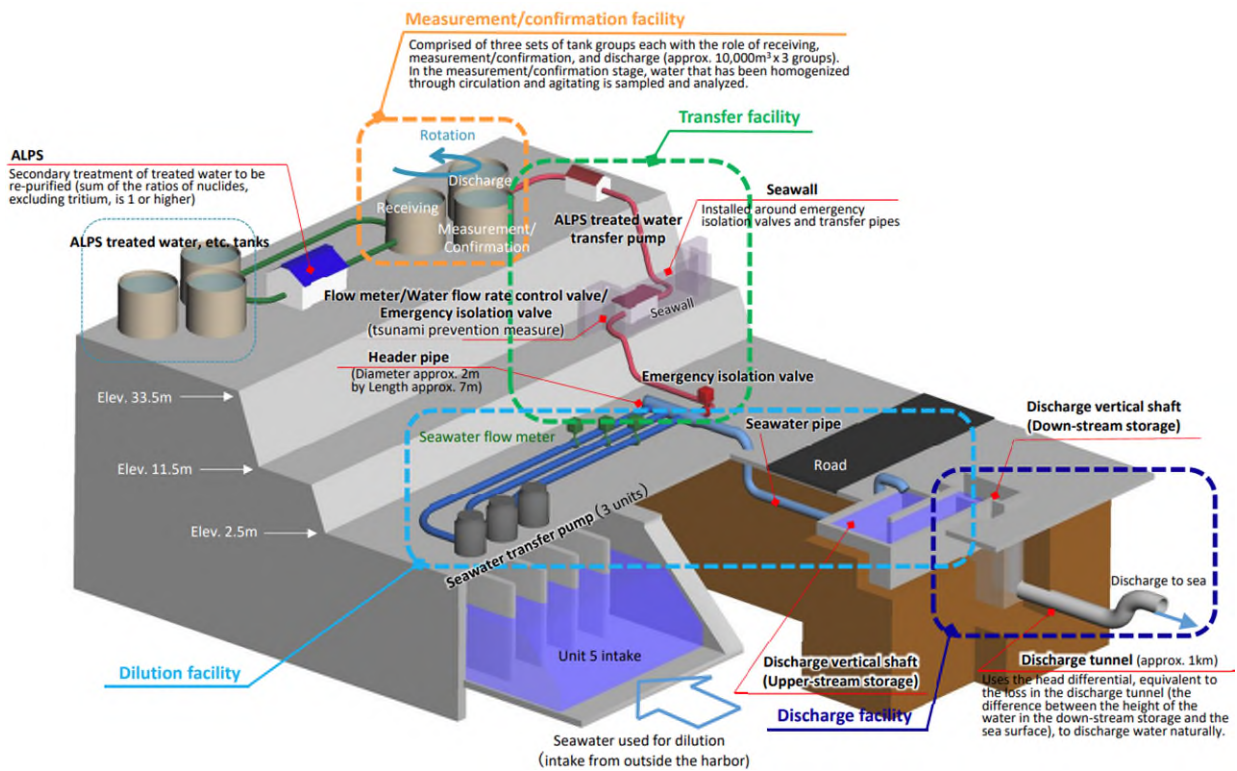 Measurement/confirmation facility
Comprised of three sets of tank groups each with the role of receiving,
measurement/confirmation, and discharge (approx. 10,000m³ x 3 groups).
In the measurement/confirmation stage, water that has been homogenized
through circulation and agitating is sampled and analyzed.
Transfer facility
Rotation
ALPS
Secondary treatment of treated water to be
re-purified (sum of the ratios of nuclides,
excluding tritium, is 1 or higher)
Discharge
Receiving
Measurement/
Confirmation
Seawall
Installed around emergency
isolation valves and transfer pipes
ALPS treated water
transfer pump
ALPS treated water, etc. tanks
Flow meter/Water flow rate control valve/
Emergency isolation valve
(tsunami prevention measure)
Seawall
Header pipe
(Diameter approx. 2m
by Length approx. 7m)
Emergency isolation valve
Elev. 33.5m
Seawater flow meter
Seawater pipe
Discharge vertical shaft
(Down-stream storage)
Road
Elev. 11.5m
Elev. 2.5m
Seawater transfer pump (3 units)
Discharge to sea
Unit 5 intake
Dilution facility
Discharge vertical shaft
(Upper-stream storage)
Discharge facility
Discharge tunnel (approx. 1km)
Uses the head differential, equivalent to
the loss in the discharge tunnel (the
difference between the height of the
water in the down-stream storage and the
sea surface), to discharge water naturally.
Seawater used for dilution
(intake from outside the harbor)